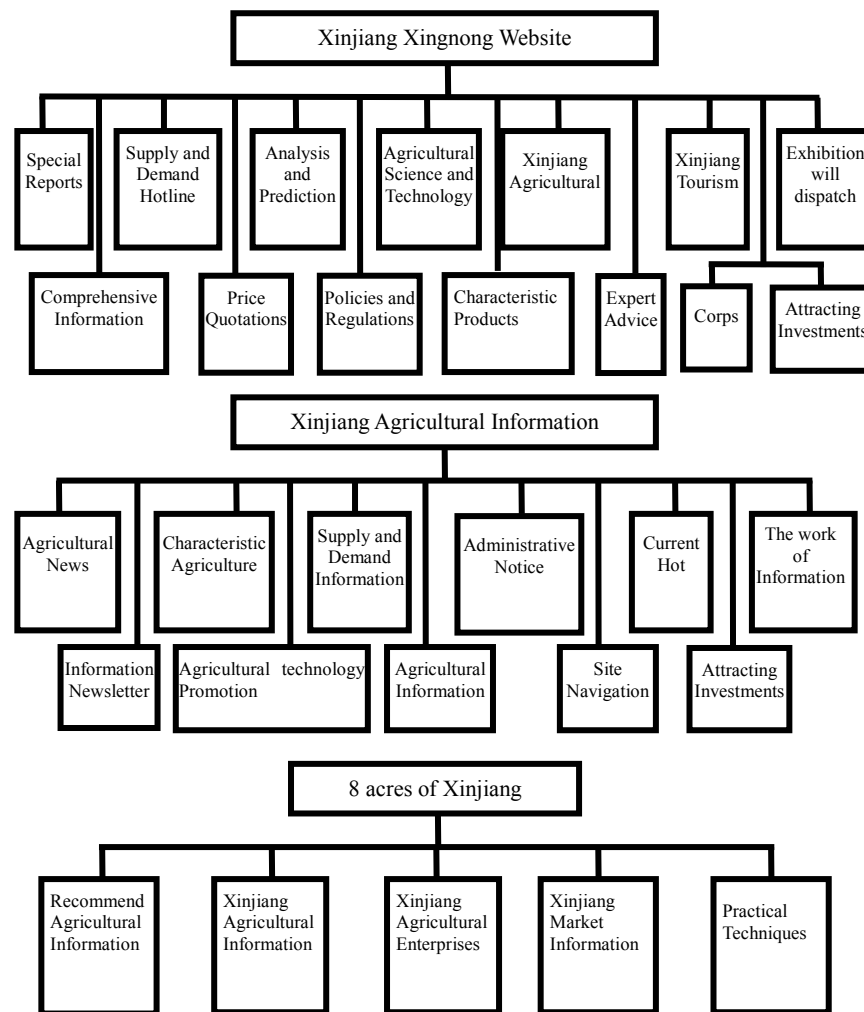 Xinjiang Xingnong Website
Special
Reports
Supply and
Demand
Hotline
Analysis
and
Prediction
Agricultural
Science and
Technology
Xinjiang
Agricultural
Xinjiang
Tourism
Exhibition
will
dispatch
Comprehensive
Information
Price
Quotations
Policies and
Regulations
Characteristic
Products
Expert
Advice
Corps
Attracting
Investments
Xinjiang Agricultural Information
Agricultural
News
Characteristic
Agriculture
Supply and
Demand
Information
Administrative
Notice
Current
Hot
The work
of
Information
Information
Newsletter
Agricultural technology
Promotion
Agricultural
Information
Site
Navigation
Attracting
Investments
8 acres of Xinjiang
Recommend
Agricultural
Information
Xinjiang
Agricultural
Information
Xinjiang
Agricultural
Enterprises
Xinjiang
Market
Information
Practical
Techniques